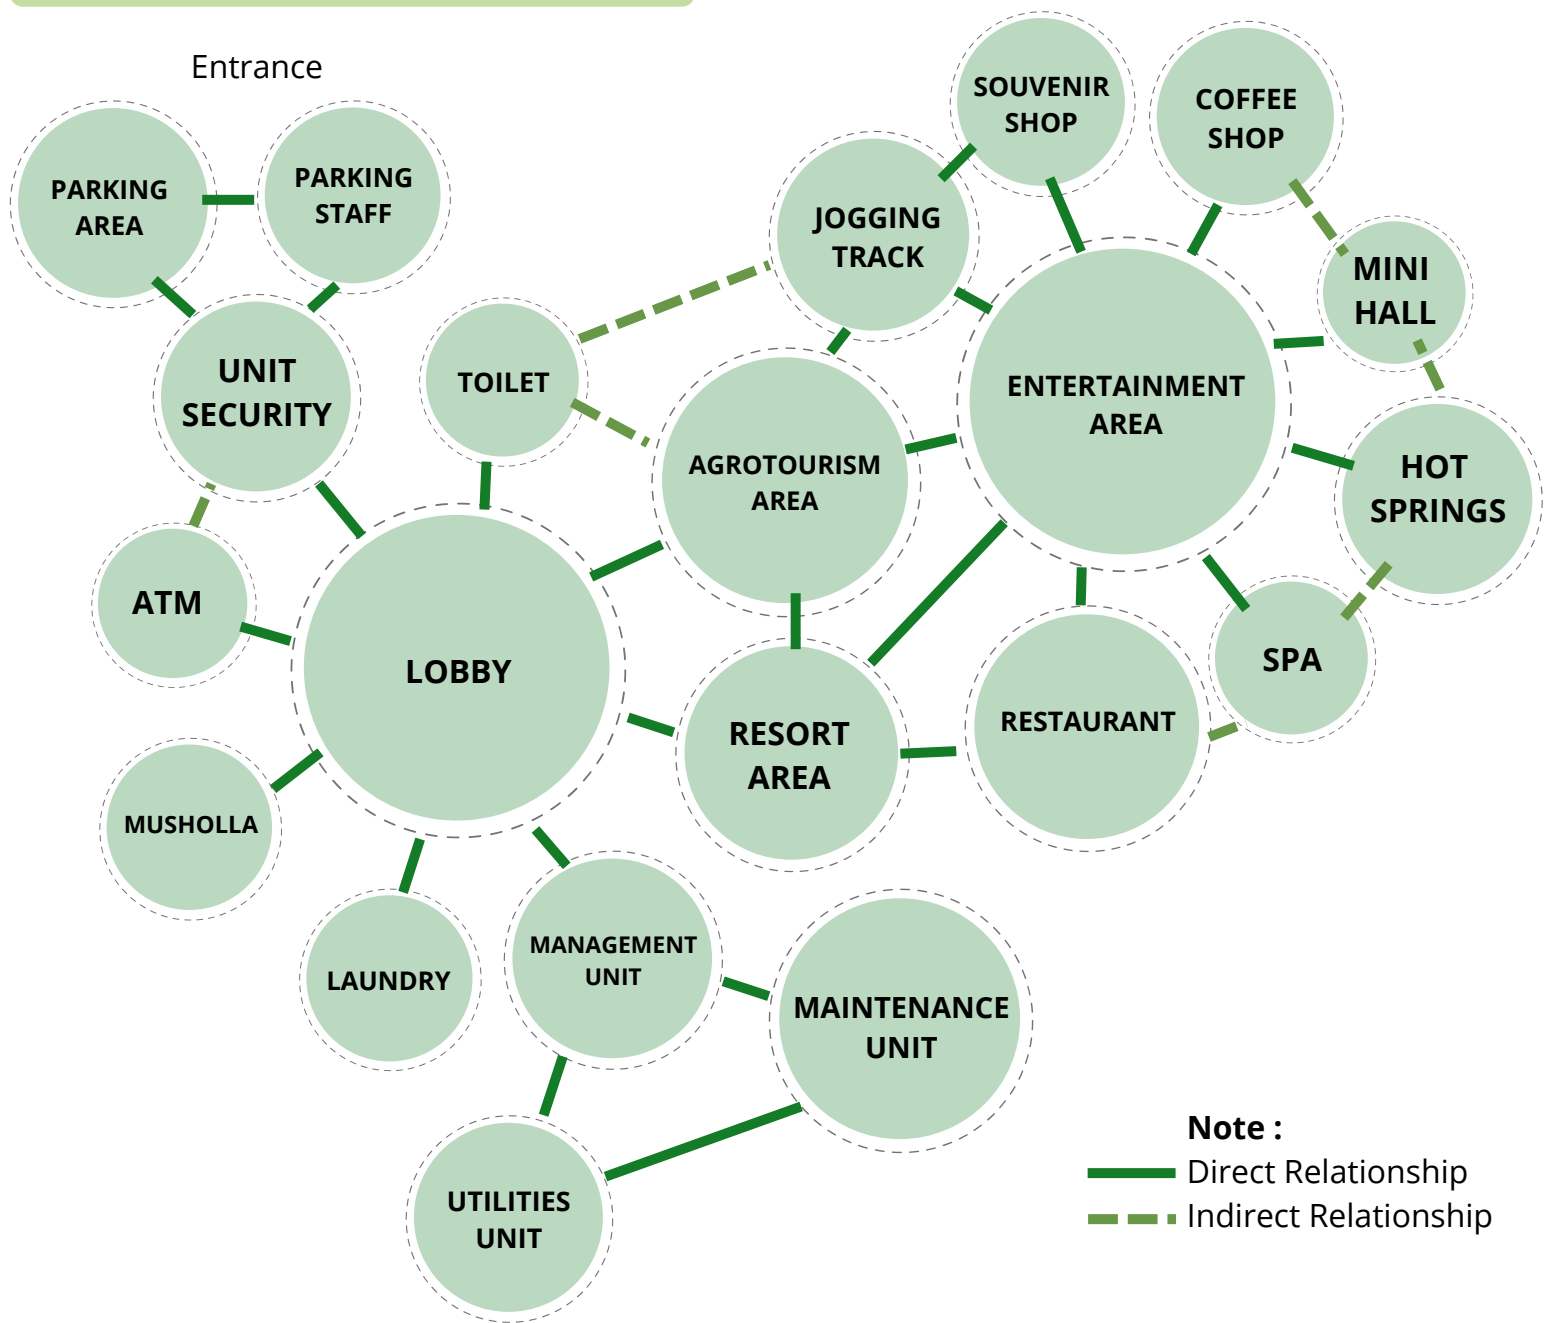 Entrance
PARKING
AREA
PARKING
STAFF
UNIT
SECURITY
ATM
TOILET
LOBBY
MUSHOLLA
LAUNDRY
MANAGEMENT
UNIT
MAINTENANCE
UNIT
UTILITIES
UNIT
AGROTOURISM
AREA
RESORT
AREA
JOGGING
TRACK
SOUVENIR
SHOP
COFFEE
SHOP
MINI
HALL
ENTERTAINMENT
AREA
HOT
SPRINGS
SPA
RESTAURANT
Note :
Direct Relationship
Indirect Relationship